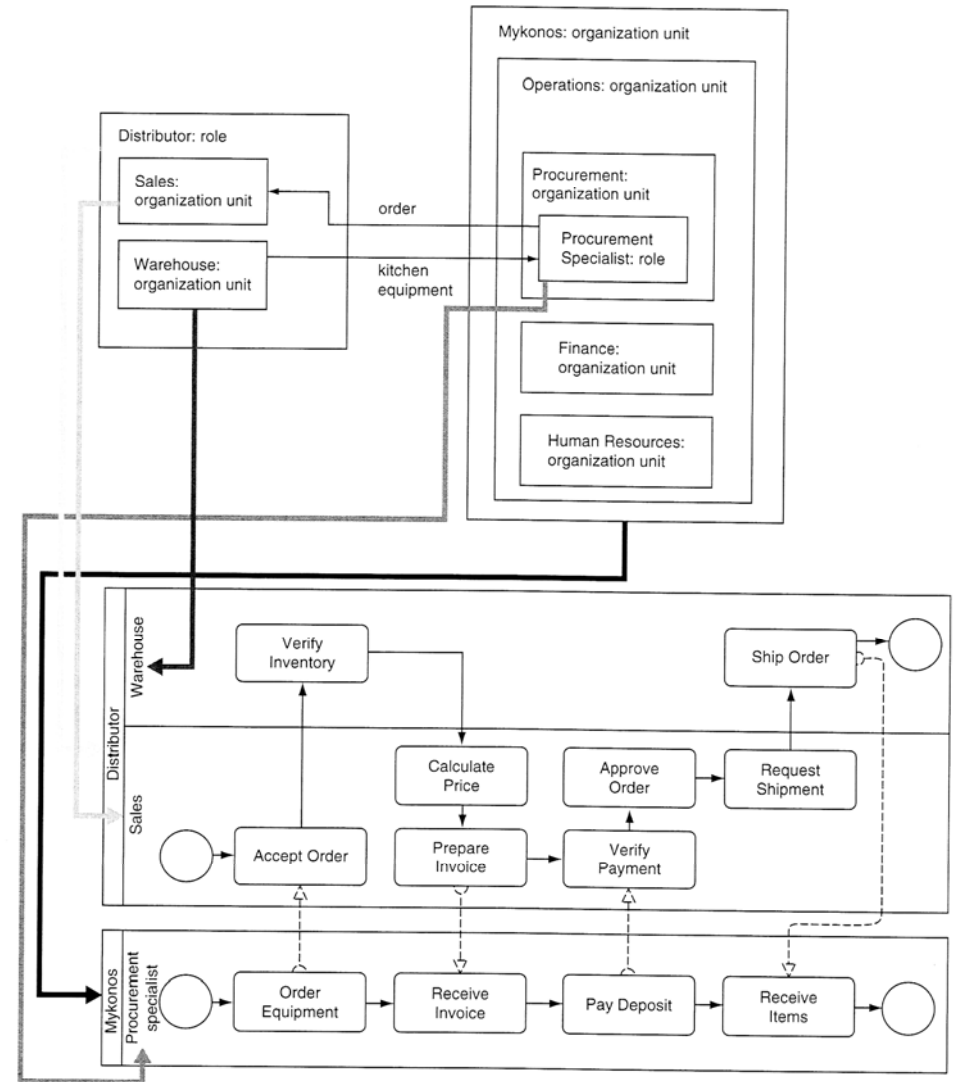 Mykonos: organization unit
Operations: organization unit
Distributor: role
Sales:
organization unit
Procurement:
organization unit
order
Procurement
Specialist: role
Warehouse:
organization unit
kitchen
equipment
Finance:
organization unit
Human Resources:
organization unit
Distributor
Warehouse
Verify
Inventory
Ship Order
Sales
Calculate
Price
Approve
Order
Request
Shipment
Accept Order
Prepare
Invoice
Verify
Payment
Mykonos
Procurement
specialist
Order
Equipment
Receive
Invoice
Pay Deposit
Receive
Items